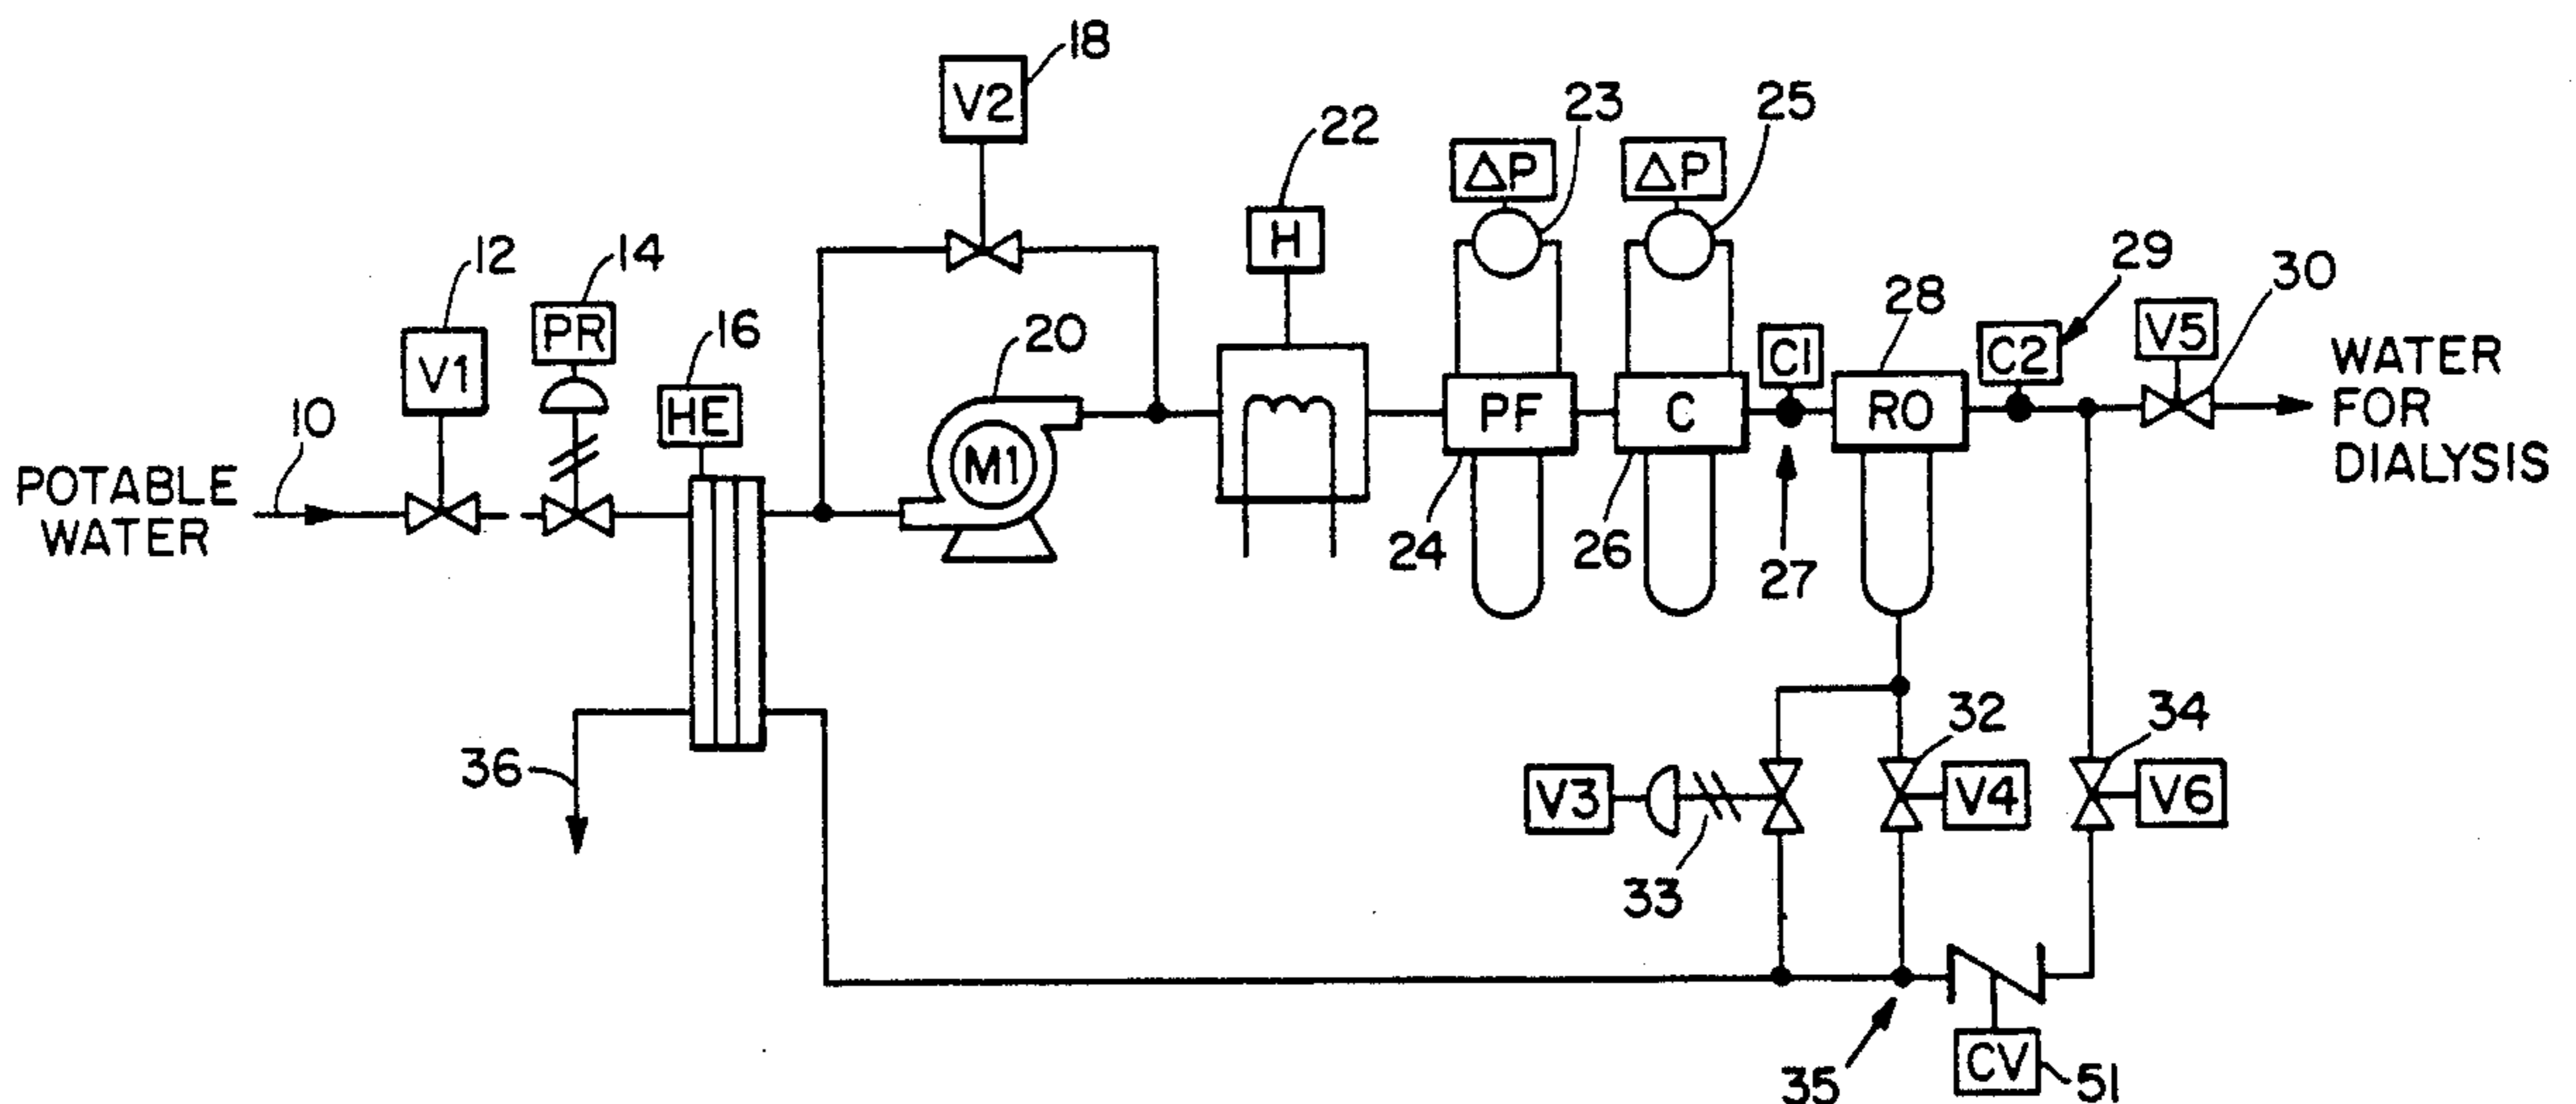 18
V2
23
25
22
ΔP
ΔP
H
12
14
29
30
28
PR
16
20
V1
C1
C2
V5
WATER
FOR
DIALYSIS
HE
10
PF
C
RO
M1
POTABLE
WATER
24
26
27
32
34
36
V3
V4
V6
33
CV
35
51